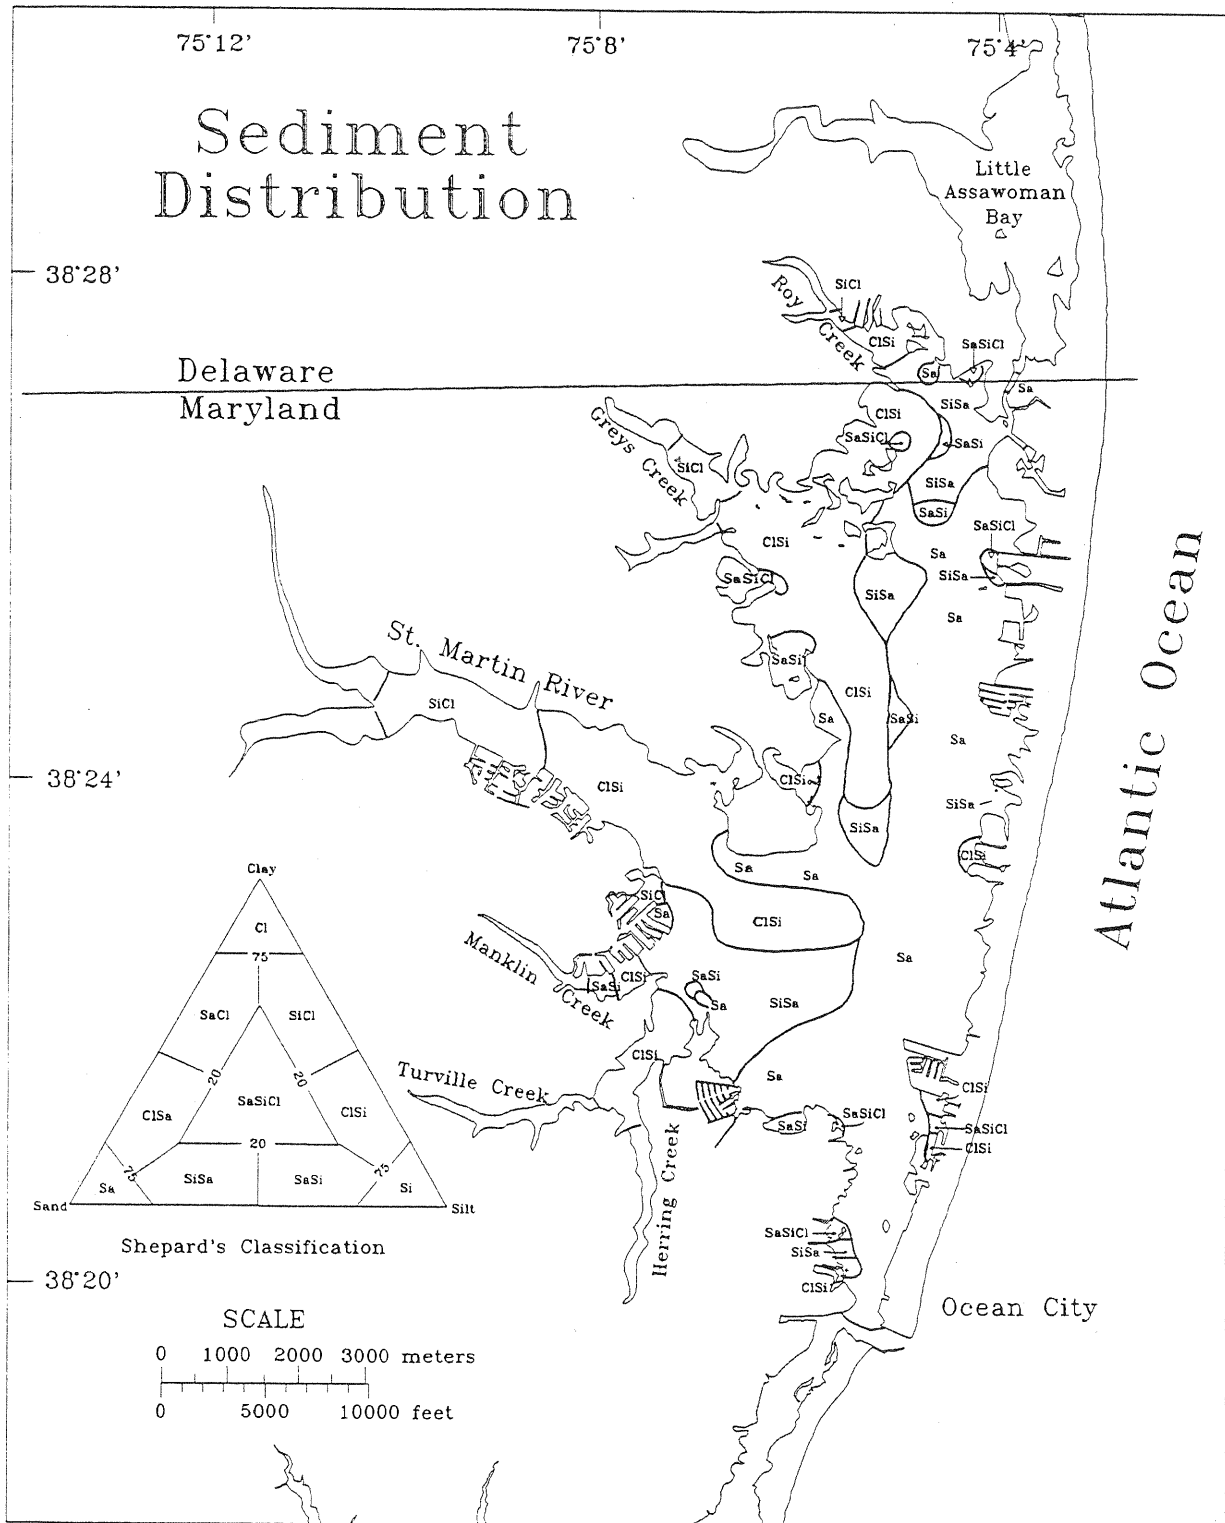 75°12'
75°8'
75°4'
Sediment
Distribution
Little
Assawoman
Bay
38°28'
Roy
Creek
SiCl
ClSi
SaSiCl
Sa
Delaware
Maryland
Sa
SiSa
ClSi
SaSiCl
SaSi
Greys Creek
SiCl
SiSa
SaSi
SaSiCl
ClSi
Sa
SaSiCl
SiSa
SiSa
Sa
St. Martin River
SaSi
ClSi
SiCl
Sa
SaSi
Sa
Atlantic Ocean
38°24'
ClSi
ClSi
SiSa
SiSa
ClSi
Sa
Sa
SiCl
Sa
ClSi
Sa
Manklin
Creek
ClSi
SaSi
SaSi
Sa
SiSa
ClSi
Turville Creek
Sa
ClSi
SaSi
SaSiCl
SaSiCl
ClSi
Herring Creek
SaSiCl
SiSa
ClSi
Clay
Cl
75
SaCl
SiCl
20
20
SaSiCl
ClSa
ClSi
20
75
75
Sa
SiSa
SaSi
Si
Sand
Silt
Shepard's Classification
38°20'
Ocean City
SCALE
0 1000 2000 3000 meters
0 5000 10000 feet